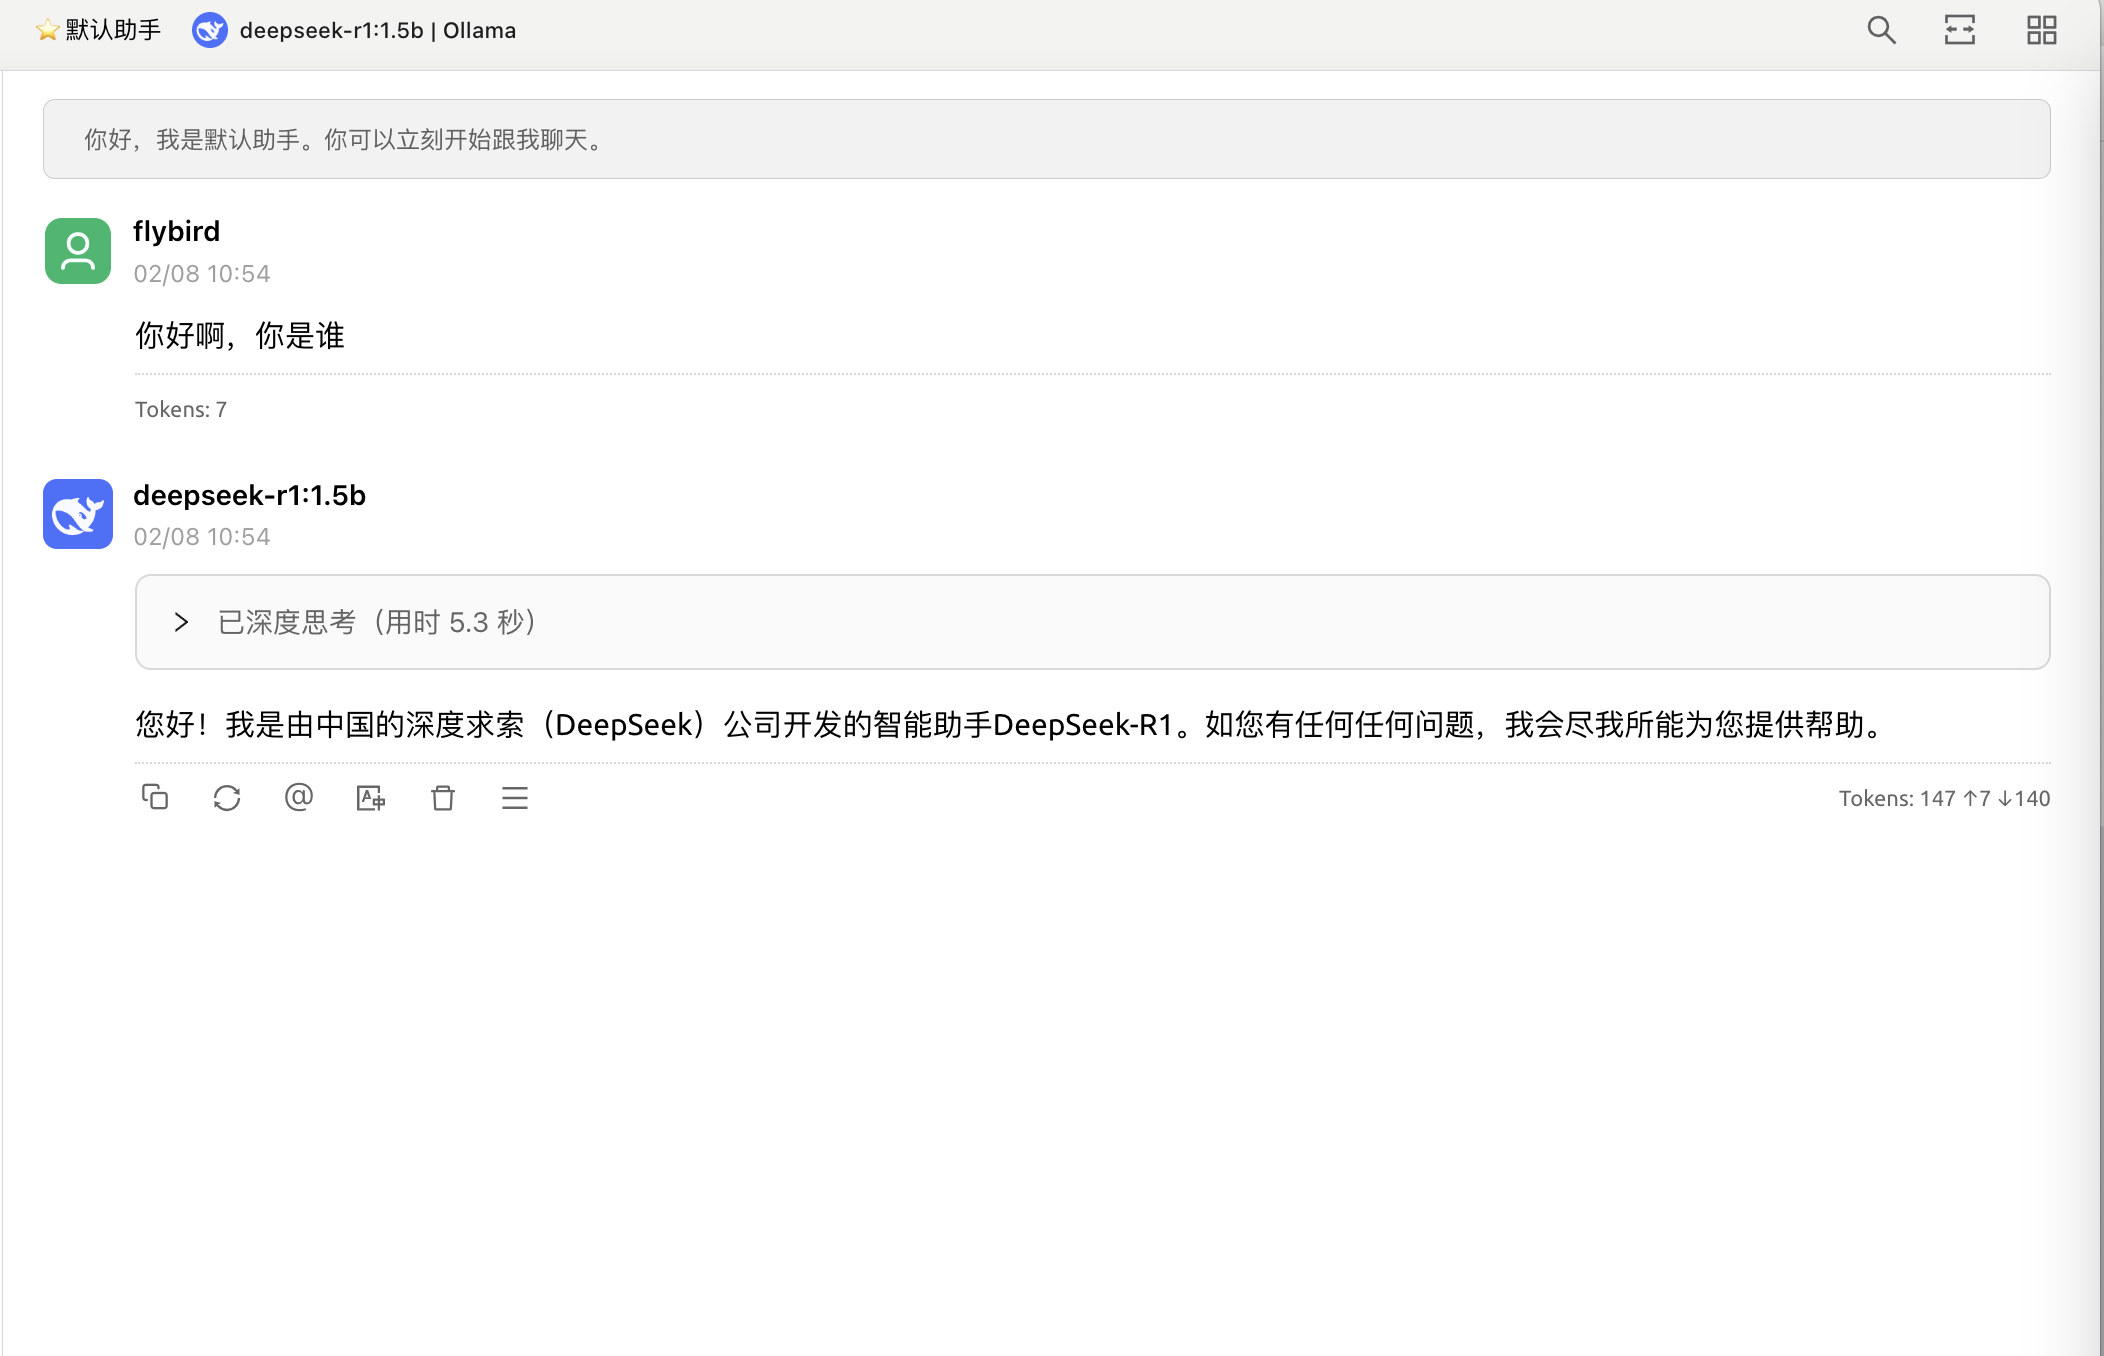 ⭐默认助手 deepseek-r1:1.5b | Ollama
你好，我是默认助手。你可以立刻开始跟我聊天。
flybird
02/08 10:54
你好啊，你是谁
Tokens: 7
deepseek-r1:1.5b
02/08 10:54
已深度思考（用时 5.3 秒）
您好！我是由中国的深度求索（DeepSeek）公司开发的智能助手DeepSeek-R1。如您有任何任何问题，我会尽我所能为您提供帮助。
Tokens: 147 ↑7 ↓140